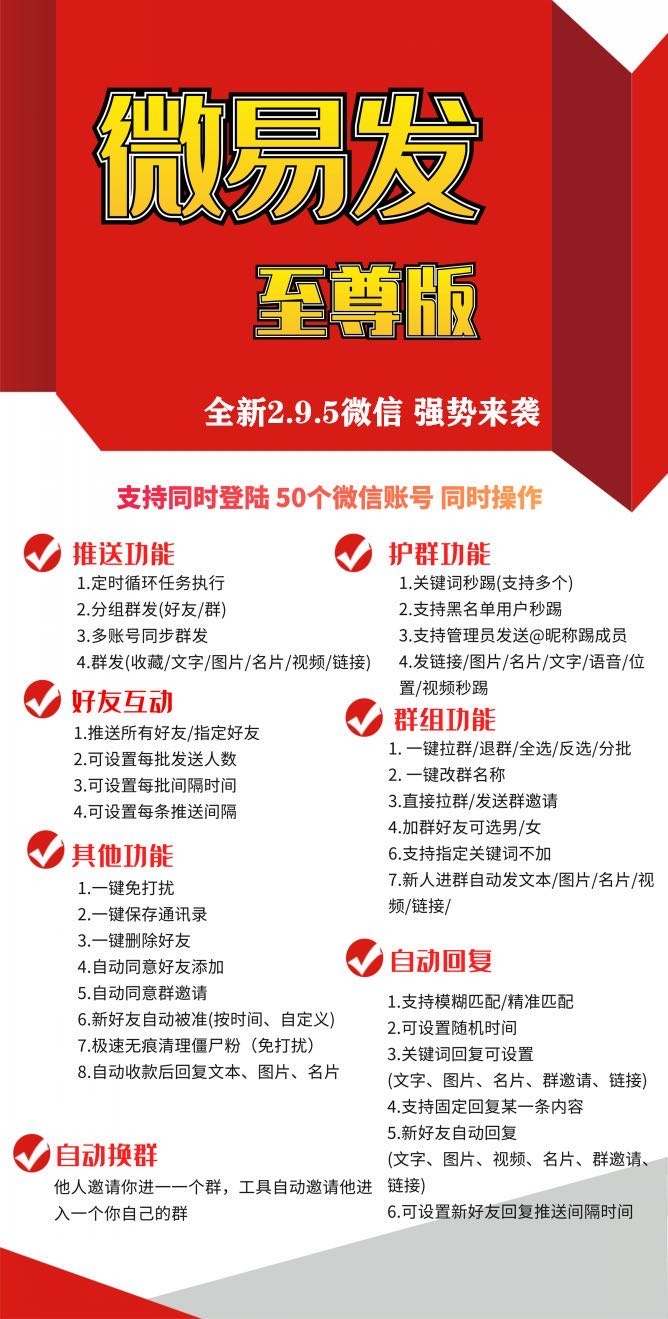 微易发
至尊版
全新2.9.5微信 强势来袭
支持同时登陆 50个微信账号 同时操作
推送功能
1.定时循环任务执行
2.分组群发(好友/群)
3.多账号同步群发
4.群发(收藏/文字/图片/名片/视频/链接)
好友互动
1.推送所有好友/指定好友
2.可设置每批发送人数
3.可设置每批间隔时间
4.可设置每条推送间隔
其他功能
1.一键免打扰
2.一键保存通讯录
3.一键删除好友
4.自动同意好友添加
5.自动同意群邀请
6.新好友自动被准(按时间、自定义)
7.极速无痕清理僵尸粉（免打扰）
8.自动收款后回复文本、图片、名片
自动换群
他人邀请你进一一个群，工具自动邀请他进
入一个你自己的群
护群功能
1.关键词秒踢(支持多个)
2.支持黑名单用户秒踢
3.支持管理员发送@昵称踢成员
4.发链接/图片/名片/文字/语音/位
置/视频秒踢
群组功能
1. 一键拉群/退群/全选/反选/分批
2. 一键改群名称
3.直接拉群/发送群邀请
4.加群好友可选男/女
6.支持指定关键词不加
7.新人进群自动发文本/图片/名片/视
频/链接/
自动回复
1.支持模糊匹配/精准匹配
2.可设置随机时间
3.关键词回复可设置
(文字、图片、名片、群邀请、链接)
4.支持固定回复某一条内容
5.新好友自动回复
(文字、图片、视频、名片、群邀请、
链接)
6.可设置新好友回复推送间隔时间